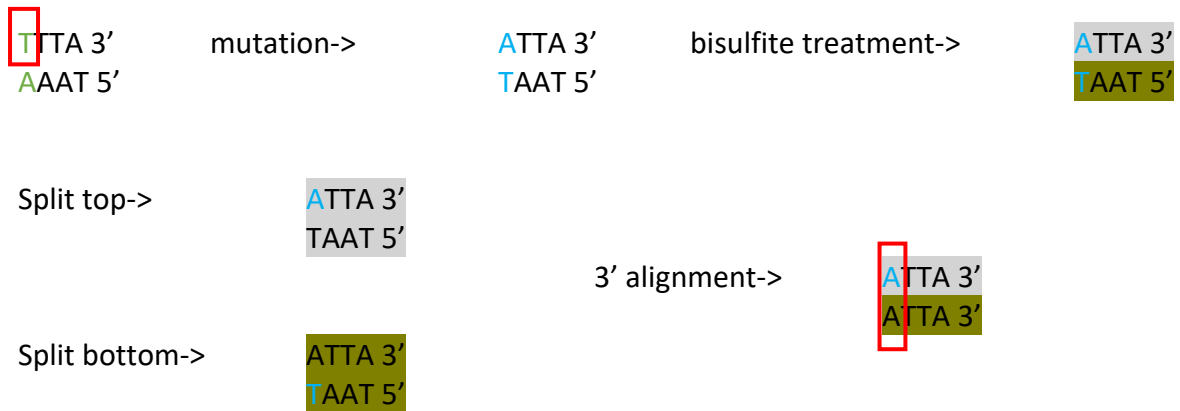 TTTA 3’ mutation-> ATTA 3’ bisulfite treatment-> ATTA 3’
AAAT 5’ TAAT 5’ TAAT 5’
Split top-> ATTA 3’
TAAT 5’
3’ alignment-> ATTA 3’
ATTA 3’
Split bottom-> ATTA 3’
TAAT 5’